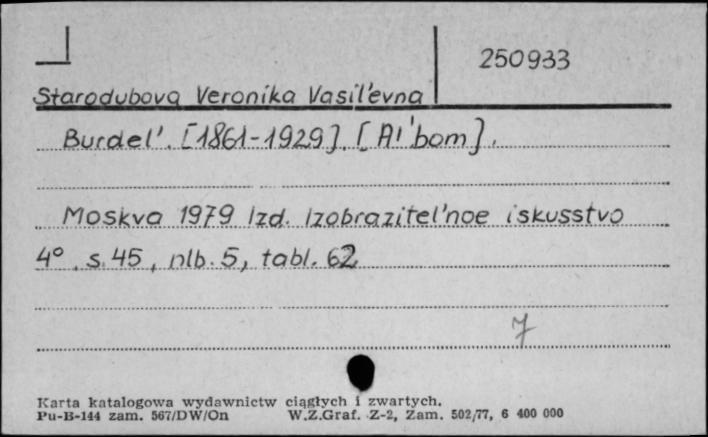 250933
Starodubova Veronika Vasil'evna
Burdel'. [1861-1929]. [Al'bom].
Moskva 1979 Izd. Izobrazitel'noe iskusstvo
4° . s. 45, nlb. 5, tabl. 62
7
Karta katalogowa wydawnictw ciągłych i zwartych.
Pu-B-144 zam. 567/DW/On W.Z.Graf. Z-2, Zam. 502/77, 6 400 000